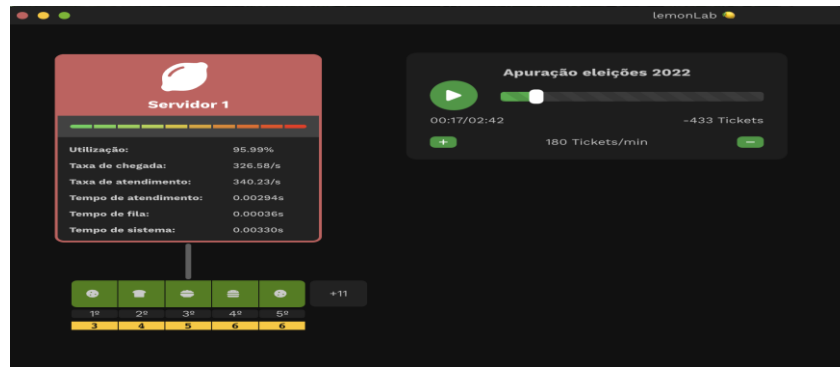 lemonLab
Servidor 1
Utilização: 95.99%
Taxa de chegada: 326.58/s
Taxa de atendimento: 340.23/s
Tempo de atendimento: 0.00294s
Tempo de fila: 0.00036s
Tempo de sistema: 0.00330s
+11
1º 2º 3º 4º 5º
3 4 5 6 6
Apuração eleições 2022
00:17/02:42 -433 Tickets
+ 180 Tickets/min −